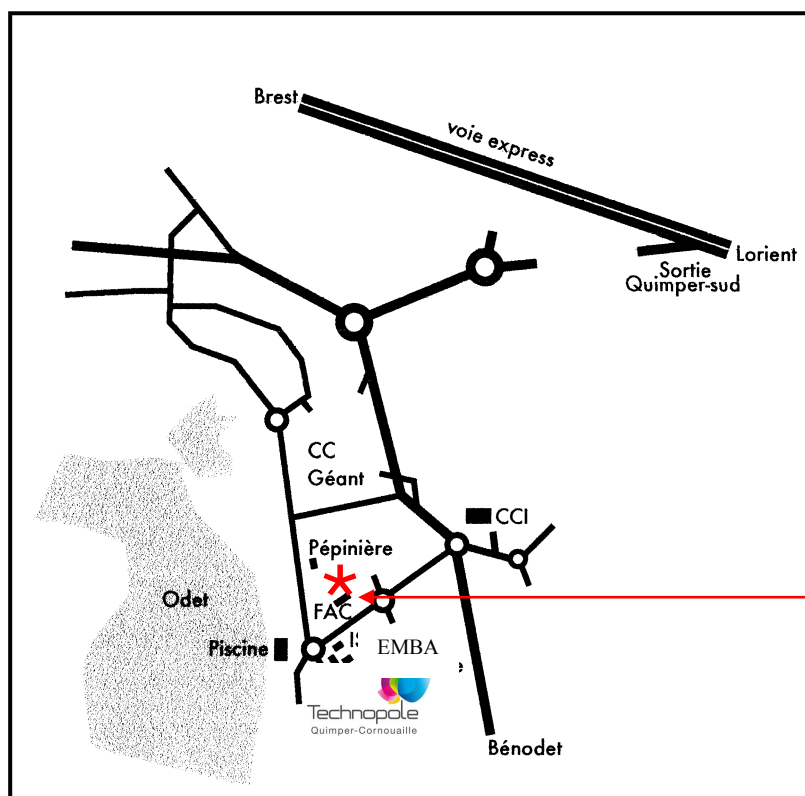 Brest
voie express
Lorient
Sortie
Quimper-sud
CC
Géant
CCI
Pépinière
Odet
FAC
Piscine
EMBA
Technopole
Quimper-Cornouaille
Bénodet